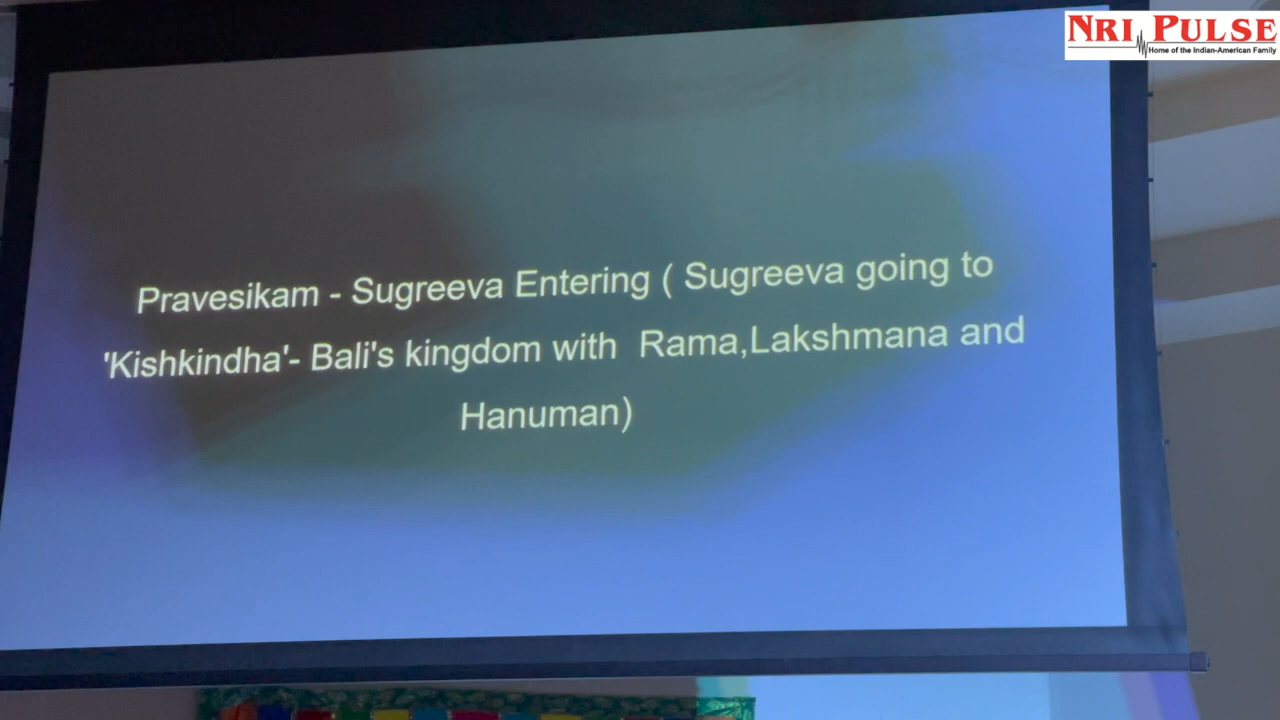 NRI PULSE
Home of the Indian-American Family
Pravesikam - Sugreeva Entering ( Sugreeva going to
'Kishkindha'- Bali's kingdom with Rama,Lakshmana and
Hanuman)